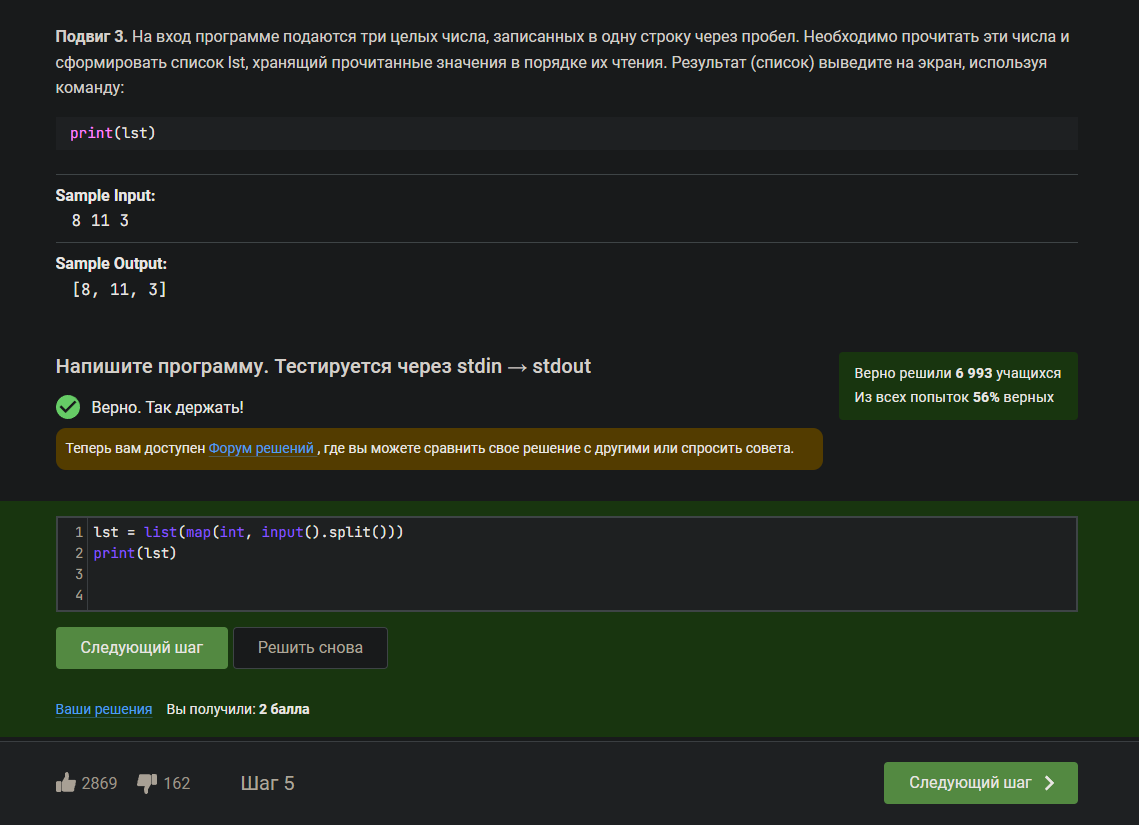 Подвиг 3. На вход программе подаются три целых числа, записанных в одну строку через пробел. Необходимо прочитать эти числа и
сформировать список lst, хранящий прочитанные значения в порядке их чтения. Результат (список) выведите на экран, используя
команду:
print(lst)
Sample Input:
8 11 3
Sample Output:
[8, 11, 3]
Напишите программу. Тестируется через stdin → stdout
Верно решили 6 993 учащихся
Из всех попыток 56% верных
Верно. Так держать!
Теперь вам доступен Форум решений , где вы можете сравнить свое решение с другими или спросить совета.
1 lst = list(map(int, input().split()))
2 print(lst)
3
4
Следующий шаг Решить снова
Ваши решения Вы получили: 2 балла
2869 162 Шаг 5 Следующий шаг